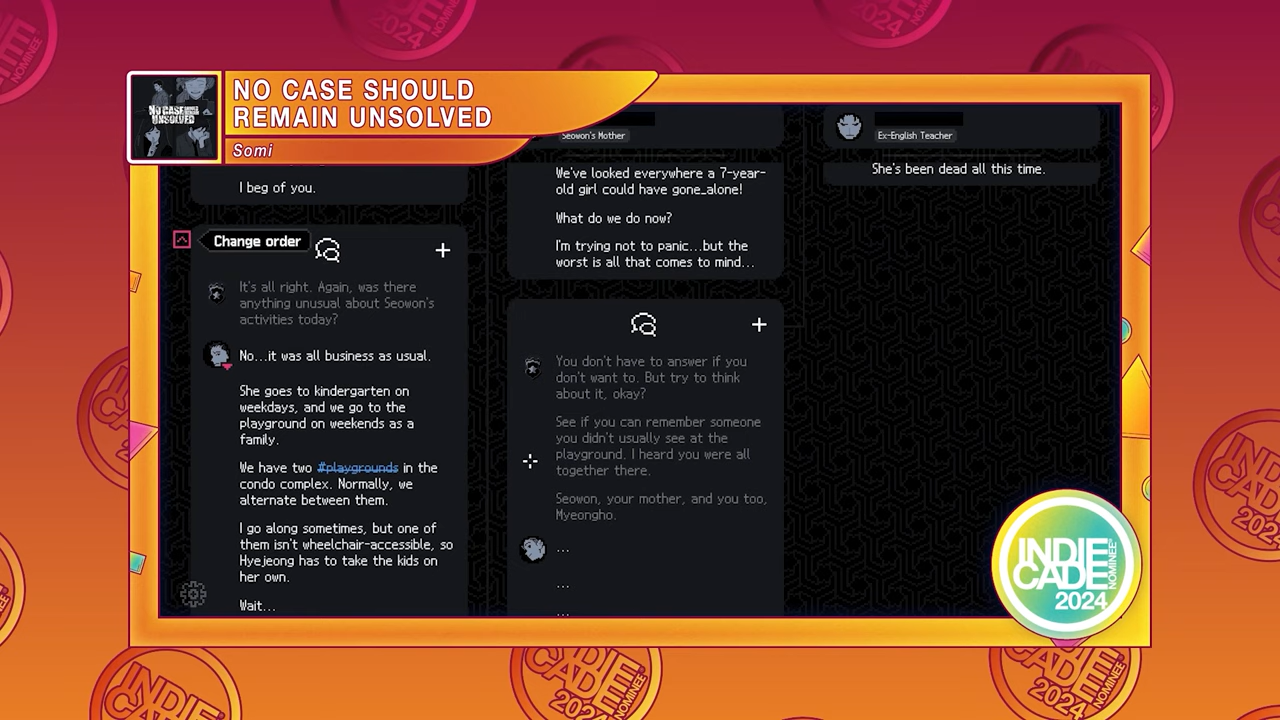 NO CASE SHOULD
REMAIN UNSOLVED
Somi
NO CASE SHOULD
REMAIN
UNSOLVED
I beg of you.
Change order
It's all right. Again, was there
anything unusual about Seowon's
activities today?
No...it was all business as usual.
She goes to kindergarten on
weekdays, and we go to the
playground on weekends as a
family.
We have two #playgrounds in the
condo complex. Normally, we
alternate between them.
I go along sometimes, but one of
them isn't wheelchair-accessible, so
Hyejeong has to take the kids on
her own.
Wait...
Seowon's Mother
We've looked everywhere a 7-year-
old girl could have gone...alone!
What do we do now?
I'm trying not to panic...but the
worst is all that comes to mind...
You don't have to answer if you
don't want to. But try to think
about it, okay?
See if you can remember someone
you didn't usually see at the
playground. I heard you were all
together there.
Seowon, your mother, and you too,
Myeongho.
...
...
...
Ex-English Teacher
She's been dead all this time.
INDIE
CADE
NOMINEE
2024